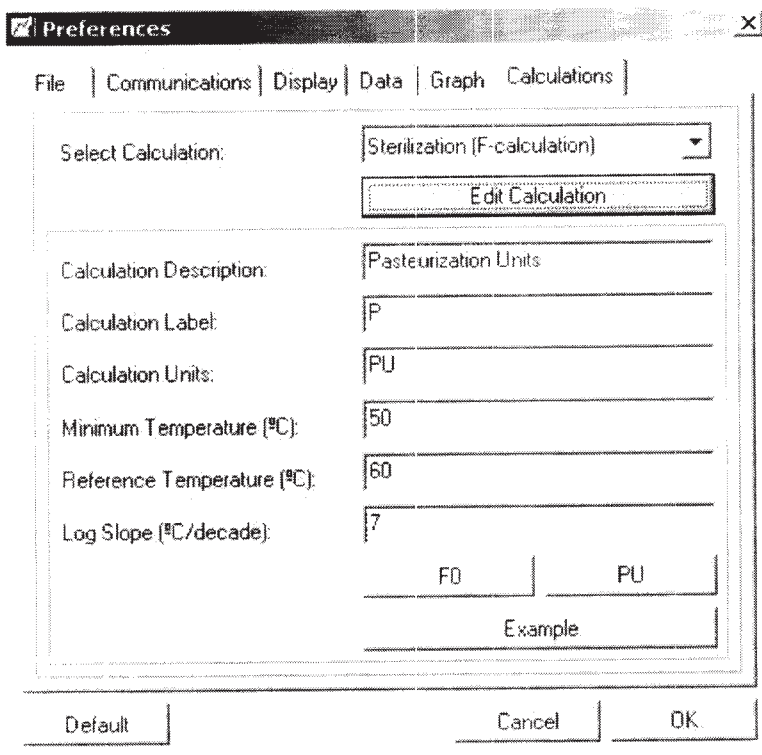 Preferences
File | Communications | Display | Data | Graph | Calculations
Select Calculation: Sterilization (F-calculation)
Edit Calculation
Calculation Description: Pasteurization Units
Calculation Label: P
Calculation Units: PU
Minimum Temperature (ºC): 50
Reference Temperature (ºC): 60
Log Slope (ºC/decade): 7
F0 PU
Example
Default Cancel OK